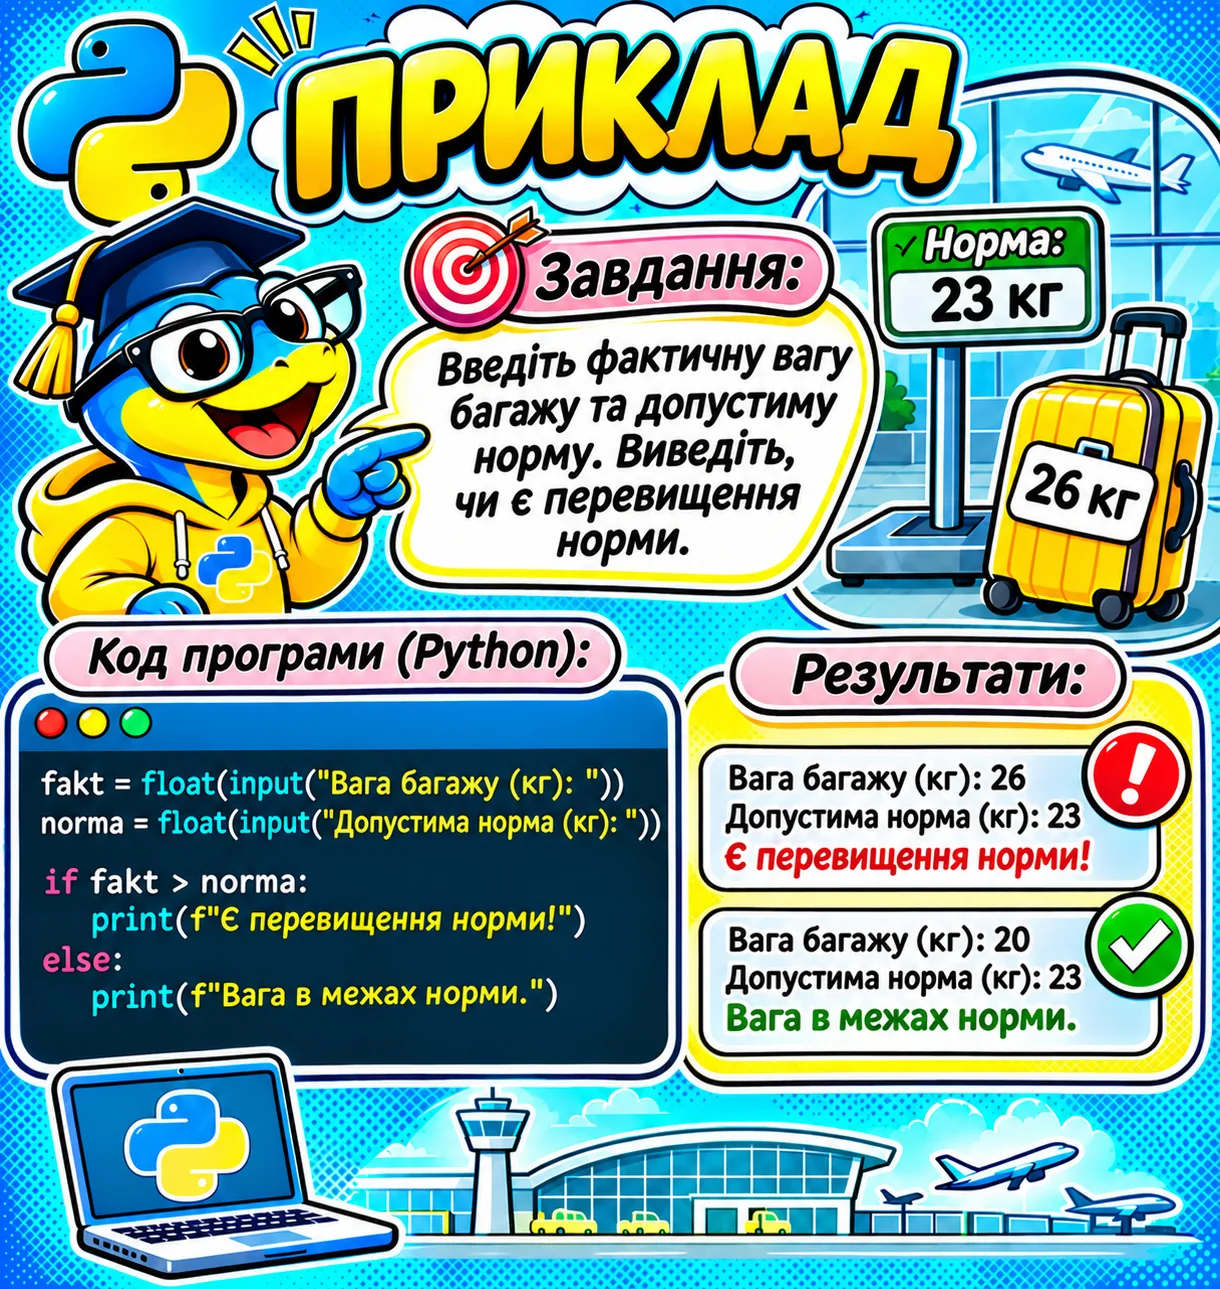 ПРИКЛАД
Завдання:
Введіть фактичну вагу
багажу та допустиму
норму. Виведіть,
чи є перевищення
норми.
Норма:
23 кг
26 кг
Код програми (Python):
fakt = float(input("Вага багажу (кг): "))
norma = float(input("Допустима норма (кг): "))
if fakt > norma:
print(f"Є перевищення норми!")
else:
print(f"Вага в межах норми.")
Результати:
Вага багажу (кг): 26
Допустима норма (кг): 23
Є перевищення норми!
Вага багажу (кг): 20
Допустима норма (кг): 23
Вага в межах норми.